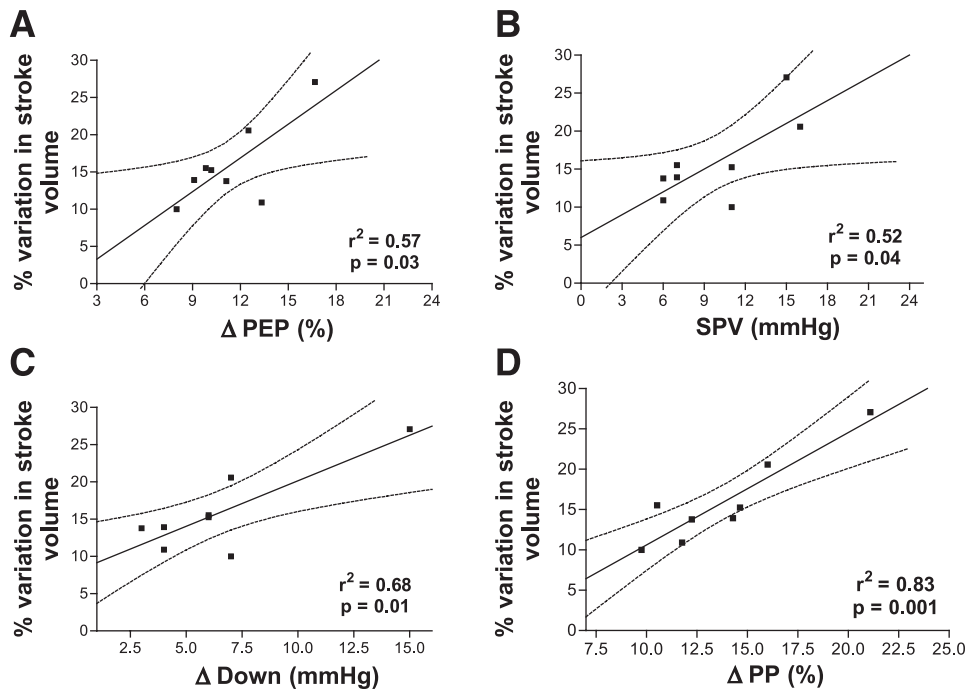 A
% variation in stroke
volume
30
25
20
15
10
5
0
3 6 9 12 15 18 21 24
r² = 0.57
p = 0.03
Δ PEP (%)
B
% variation in stroke
volume
30
25
20
15
10
5
0
0 3 6 9 12 15 18 21 24
r² = 0.52
p = 0.04
SPV (mmHg)
C
% variation in stroke
volume
30
25
20
15
10
5
0
2.5 5.0 7.5 10.0 12.5 15.0
r² = 0.68
p = 0.01
Δ Down (mmHg)
D
% variation in stroke
volume
30
25
20
15
10
5
0
7.5 10.0 12.5 15.0 17.5 20.0 22.5 25.0
r² = 0.83
p = 0.001
Δ PP (%)